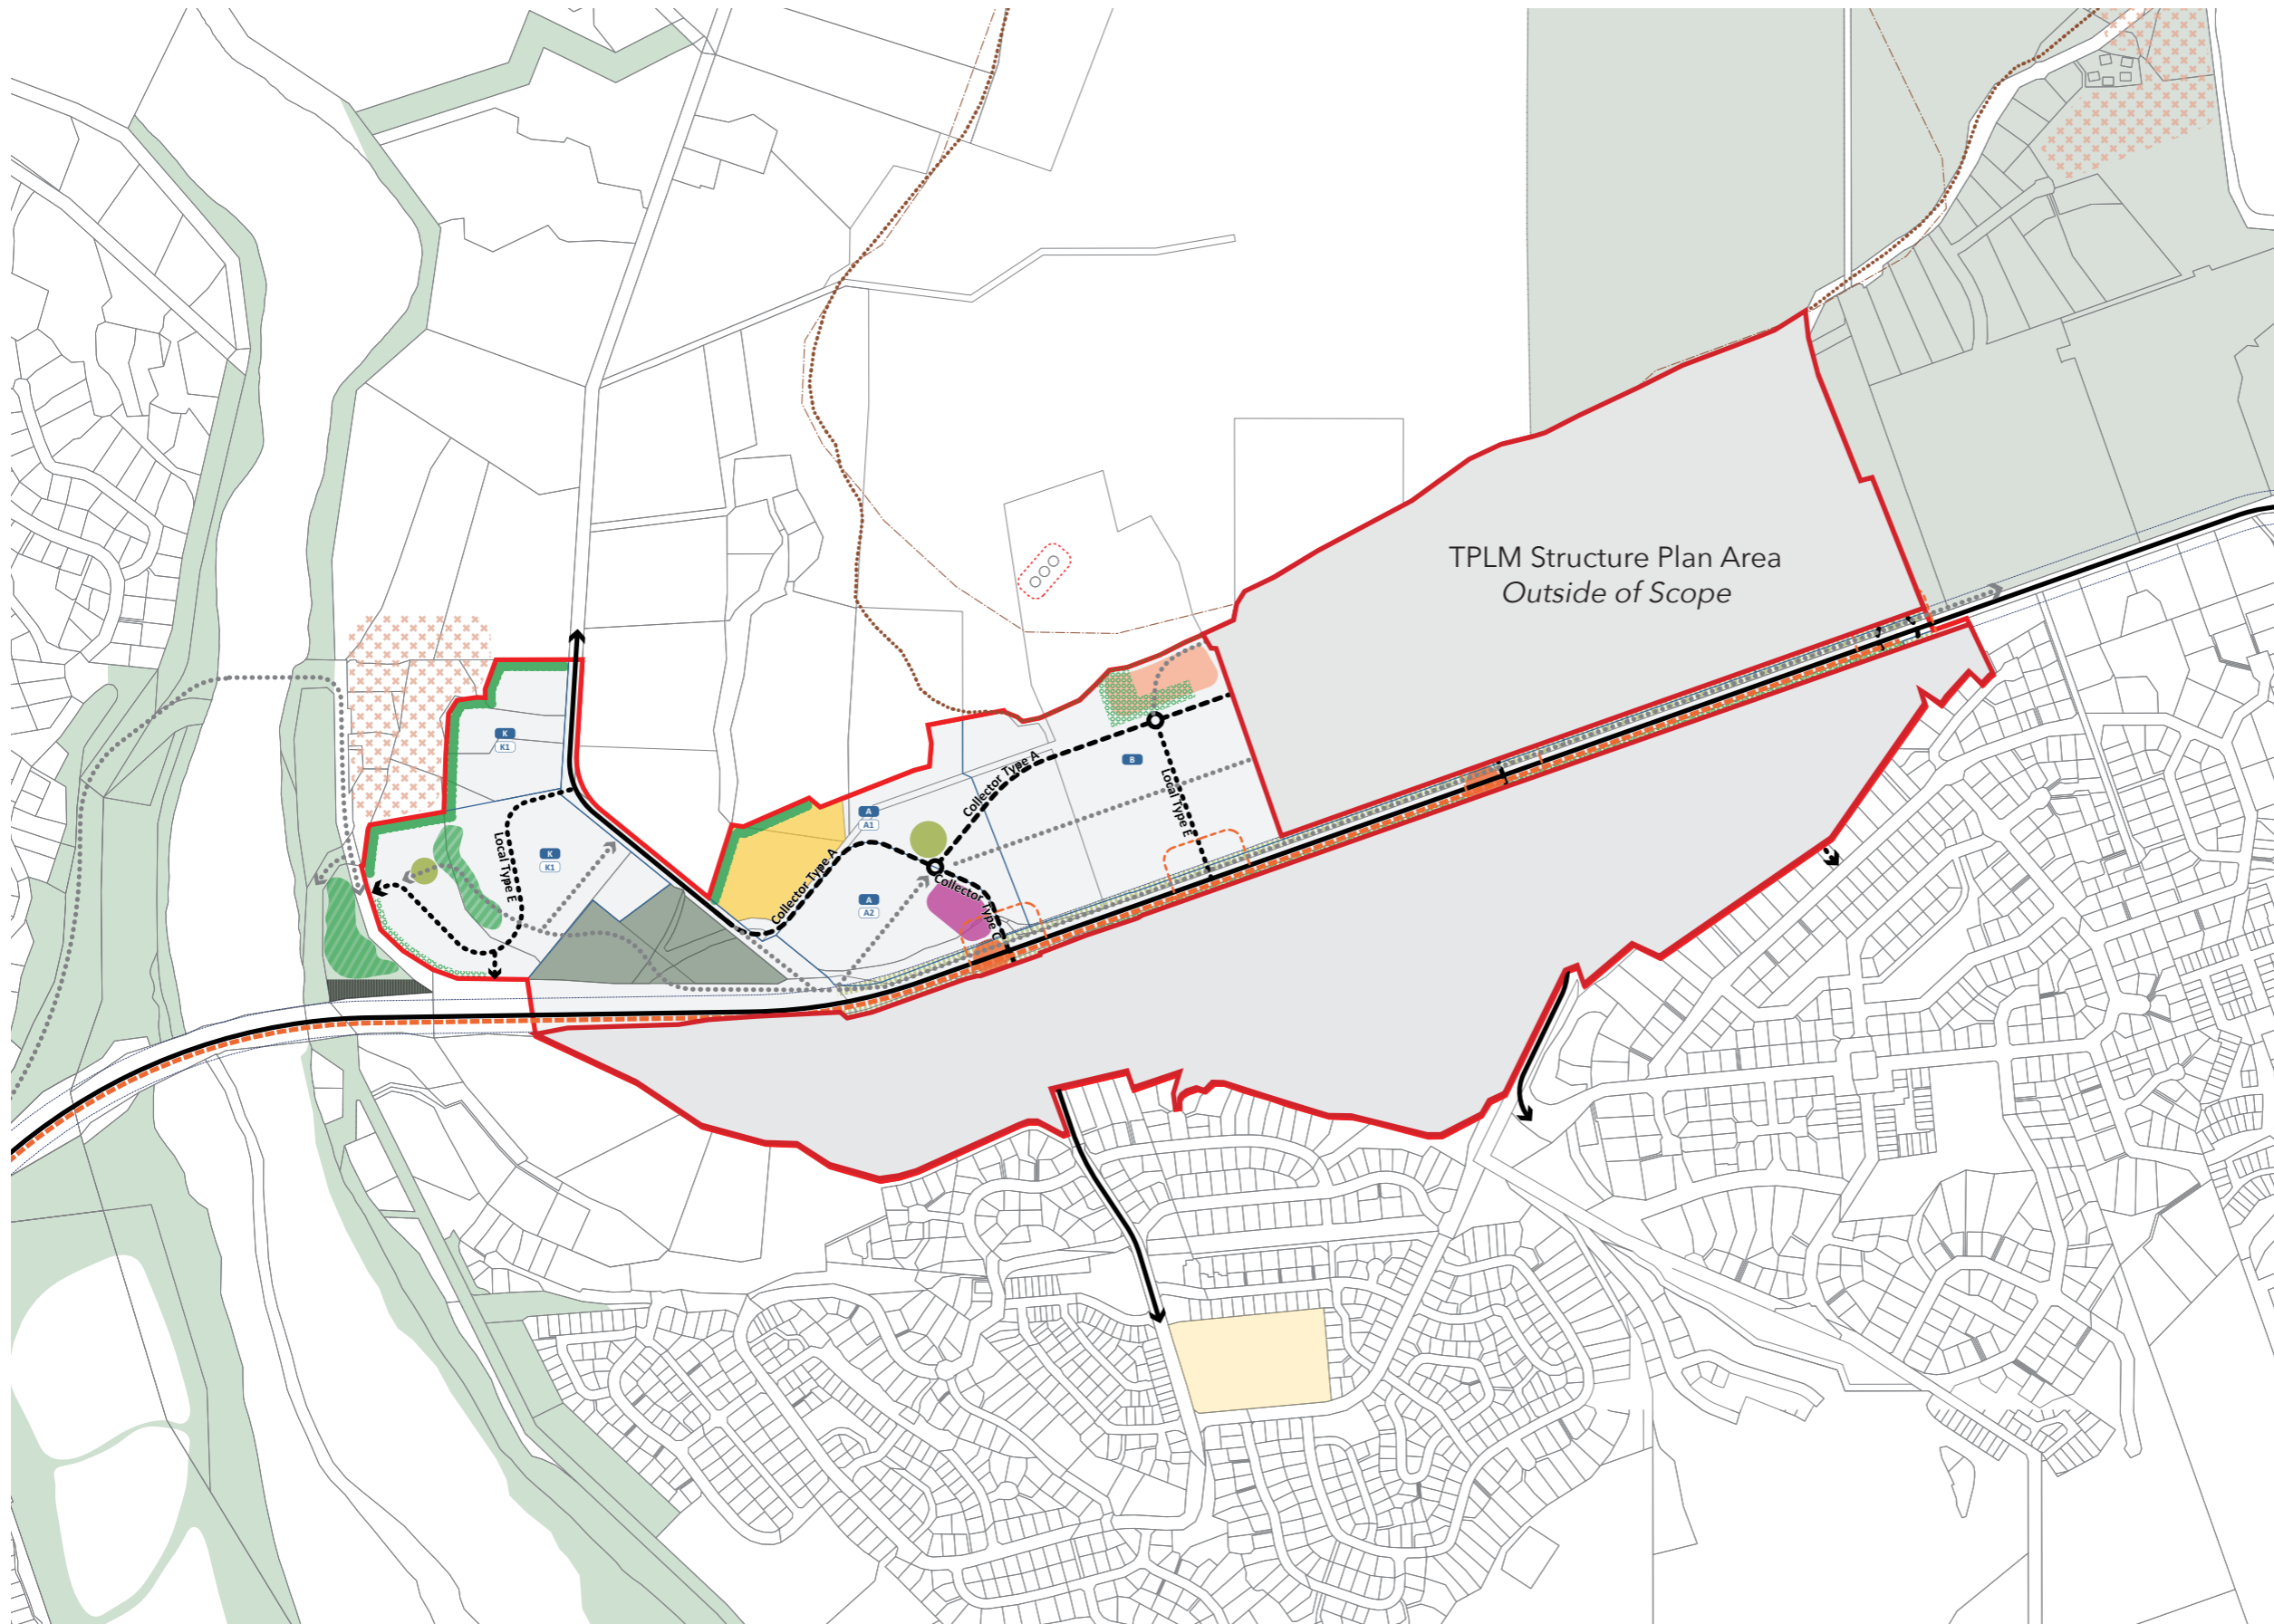 TPLM Structure Plan Area
Outside of Scope
K
K1
Collector Type A
B
Local Type E
A
A1
K
K1
Local Type E
Collector Type A
A
A2
Collector Type C